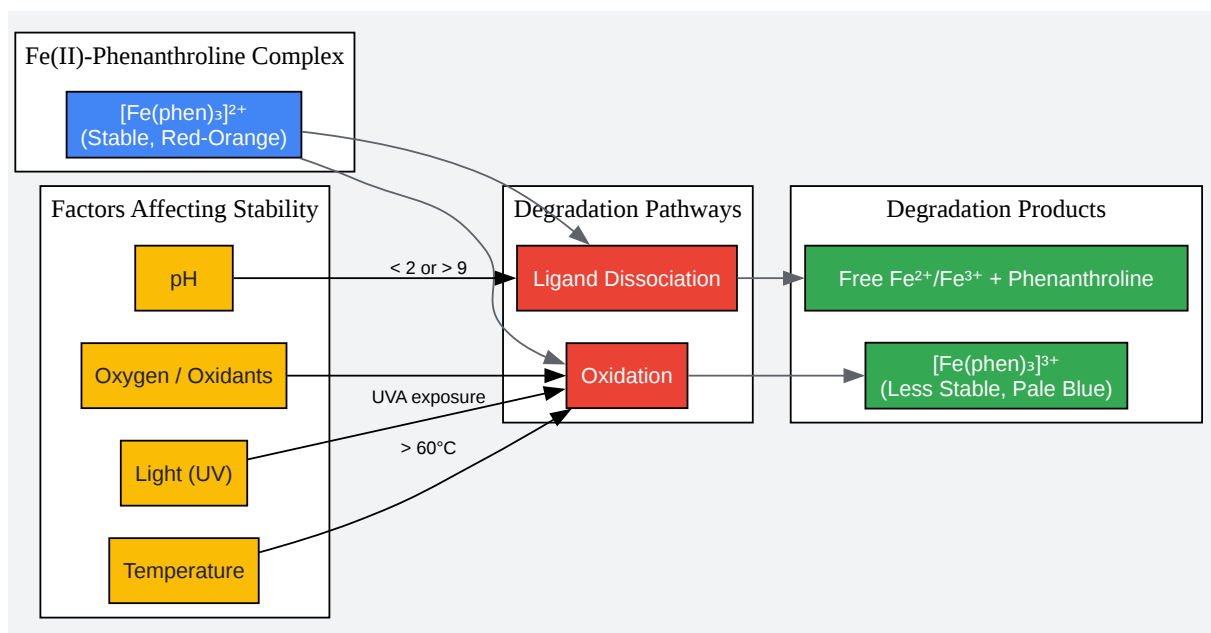 Fe(II)-Phenanthroline Complex
[Fe(phen)₃]²⁺
(Stable, Red-Orange)
Factors Affecting Stability
pH
Oxygen / Oxidants
Light (UV)
Temperature
< 2 or > 9
UVA exposure
> 60°C
Degradation Pathways
Ligand Dissociation
Oxidation
Degradation Products
Free Fe²⁺/Fe³⁺ + Phenanthroline
[Fe(phen)₃]³⁺
(Less Stable, Pale Blue)